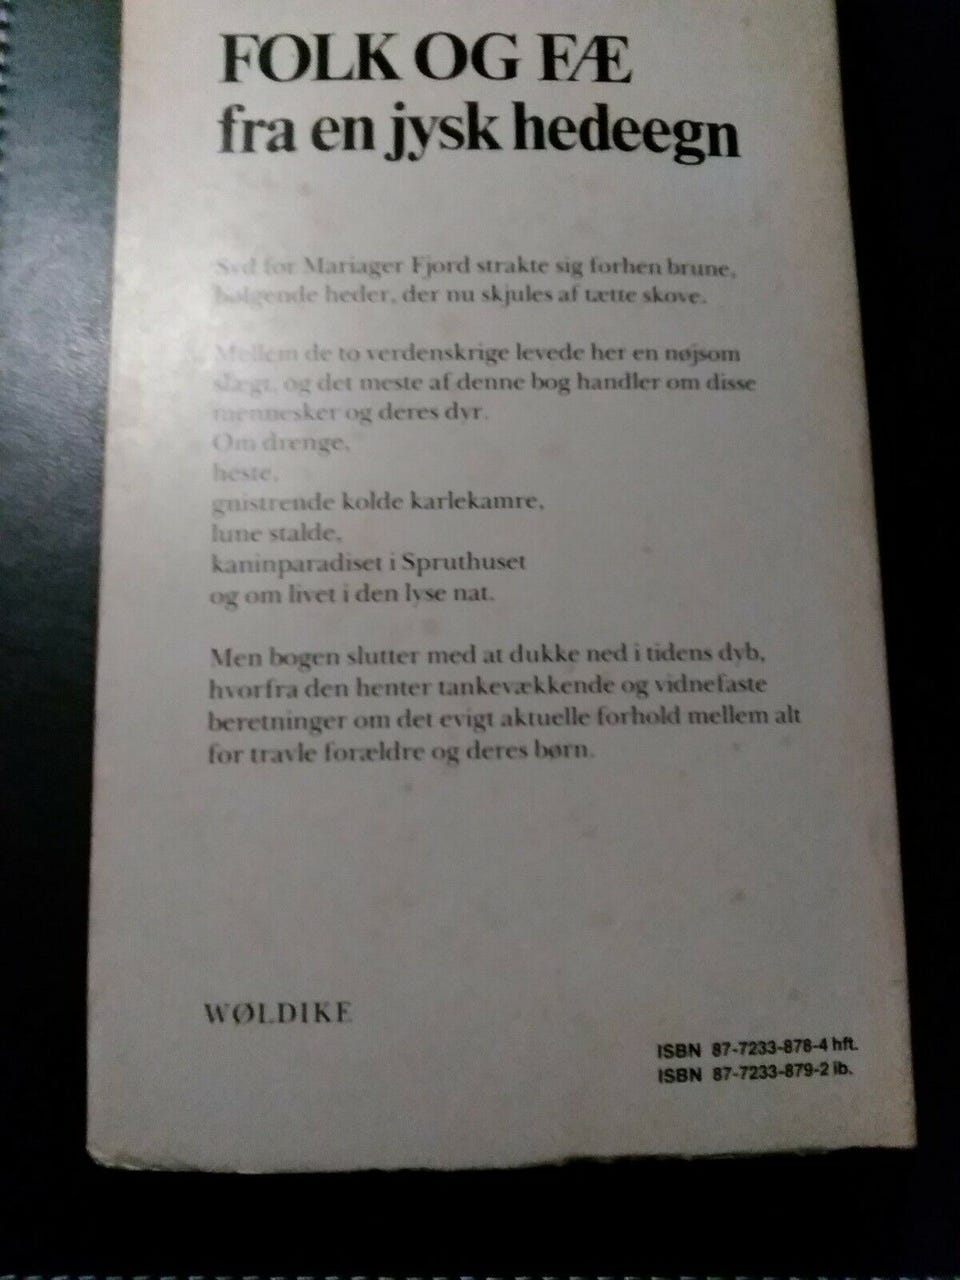 FOLK OG FÆ
fra en jysk hedeegn
Syd for Mariager Fjord strakte sig forhen brune,
bølgende heder, der nu skjules af tætte skove.
Mellem de to verdenskrige levede her en nøjsom
slægt, og det meste af denne bog handler om disse
mennesker og deres dyr.
Om drenge,
heste,
gnistrende kolde karlekamre,
lune stalde,
kaninparadiset i Spruthuset
og om livet i den lyse nat.
Men bogen slutter med at dukke ned i tidens dyb,
hvorfra den henter tankevækkende og vidnefaste
beretninger om det evigt aktuelle forhold mellem alt
for travle forældre og deres børn.
WØLDIKE
ISBN 87-7233-878-4 hft.
ISBN 87-7233-879-2 ib.